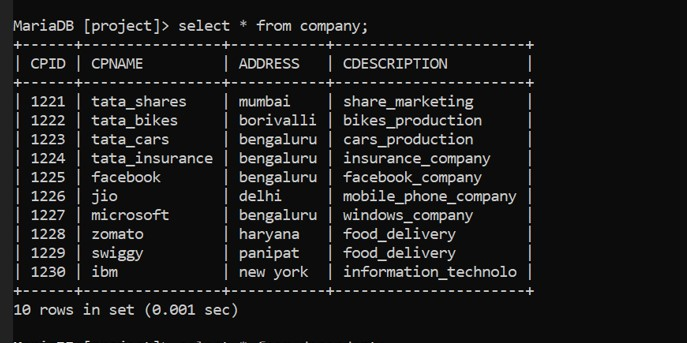 MariaDB [project]> select * from company;
+------+----------------+-----------+----------------------+
| CPID | CPNAME         | ADDRESS   | CDESCRIPTION         |
+------+----------------+-----------+----------------------+
| 1221 | tata_shares    | mumbai    | share_marketing      |
| 1222 | tata_bikes     | borivalli | bikes_production     |
| 1223 | tata_cars      | bengaluru | cars_production      |
| 1224 | tata_insurance | bengaluru | insurance_company    |
| 1225 | facebook       | bengaluru | facebook_company     |
| 1226 | jio            | delhi     | mobile_phone_company |
| 1227 | microsoft      | bengaluru | windows_company      |
| 1228 | zomato         | haryana   | food_delivery        |
| 1229 | swiggy         | panipat   | food_delivery        |
| 1230 | ibm            | new york  | information_technolo |
+------+----------------+-----------+----------------------+
10 rows in set (0.001 sec)